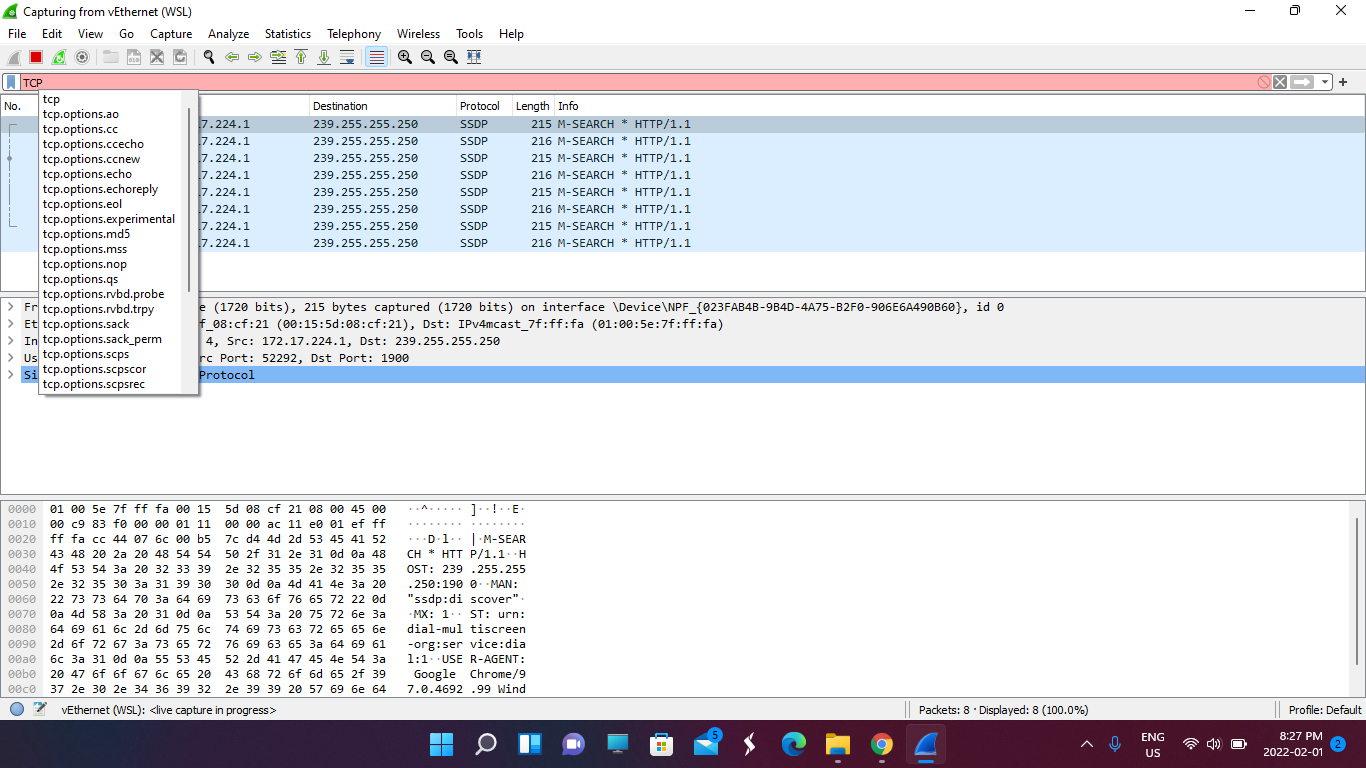 Capturing from vEthernet (WSL)
File Edit View Go Capture Analyze Statistics Telephony Wireless Tools Help
TCP
tcp
tcp.options.ao
tcp.options.cc
tcp.options.ccecho
tcp.options.ccnew
tcp.options.echo
tcp.options.echoreply
tcp.options.eol
tcp.options.experimental
tcp.options.md5
tcp.options.mss
tcp.options.nop
tcp.options.qs
tcp.options.rvbd.probe
tcp.options.rvbd.trpy
tcp.options.sack
tcp.options.sack_perm
tcp.options.scps
tcp.options.scpscor
tcp.options.scpsrec
No. Destination Protocol Length Info
17.224.1 239.255.255.250 SSDP 215 M-SEARCH * HTTP/1.1
17.224.1 239.255.255.250 SSDP 216 M-SEARCH * HTTP/1.1
17.224.1 239.255.255.250 SSDP 215 M-SEARCH * HTTP/1.1
17.224.1 239.255.255.250 SSDP 216 M-SEARCH * HTTP/1.1
17.224.1 239.255.255.250 SSDP 215 M-SEARCH * HTTP/1.1
17.224.1 239.255.255.250 SSDP 216 M-SEARCH * HTTP/1.1
17.224.1 239.255.255.250 SSDP 215 M-SEARCH * HTTP/1.1
17.224.1 239.255.255.250 SSDP 216 M-SEARCH * HTTP/1.1
Fr e (1720 bits), 215 bytes captured (1720 bits) on interface \Device\NPF_{023FAB4B-9B4D-4A75-B2F0-906E6A490B60}, id 0
Et f_08:cf:21 (00:15:5d:08:cf:21), Dst: IPv4mcast_7f:ff:fa (01:00:5e:7f:ff:fa)
In 4, Src: 172.17.224.1, Dst: 239.255.255.250
Us rc Port: 52292, Dst Port: 1900
Si Protocol
0000 01 00 5e 7f ff fa 00 15 5d 08 cf 21 08 00 45 00 ··^····· ]··!··E·
0010 00 c9 83 f0 00 00 01 11 00 00 ac 11 e0 01 ef ff ········ ········
0020 ff fa cc 44 07 6c 00 b5 7c d4 4d 2d 53 45 41 52 ···D·l·· |·M-SEAR
0030 43 48 20 2a 20 48 54 54 50 2f 31 2e 31 0d 0a 48 CH * HTT P/1.1··H
0040 4f 53 54 3a 20 32 33 39 2e 32 35 35 2e 32 35 35 OST: 239 .255.255
0050 2e 32 35 30 3a 31 39 30 30 0d 0a 4d 41 4e 3a 20 .250:190 0··MAN:
0060 22 73 73 64 70 3a 64 69 73 63 6f 76 65 72 22 0d "ssdp:di scover"·
0070 0a 4d 58 3a 20 31 0d 0a 53 54 3a 20 75 72 6e 3a ·MX: 1·· ST: urn:
0080 64 69 61 6c 2d 6d 75 6c 74 69 73 63 72 65 65 6e dial-mul tiscreen
0090 2d 6f 72 67 3a 73 65 72 76 69 63 65 3a 64 69 61 -org:ser vice:dia
00a0 6c 3a 31 0d 0a 55 53 45 52 2d 41 47 45 4e 54 3a l:1··USE R-AGENT:
00b0 20 47 6f 6f 67 6c 65 20 43 68 72 6f 6d 65 2f 39 Google Chrome/9
00c0 37 2e 30 2e 34 36 39 32 2e 39 39 20 57 69 6e 64 7.0.4692 .99 Wind
vEthernet (WSL): <live capture in progress> Packets: 8 · Displayed: 8 (100.0%) Profile: Default
5
ENG
US
8:27 PM
2022-02-01
2